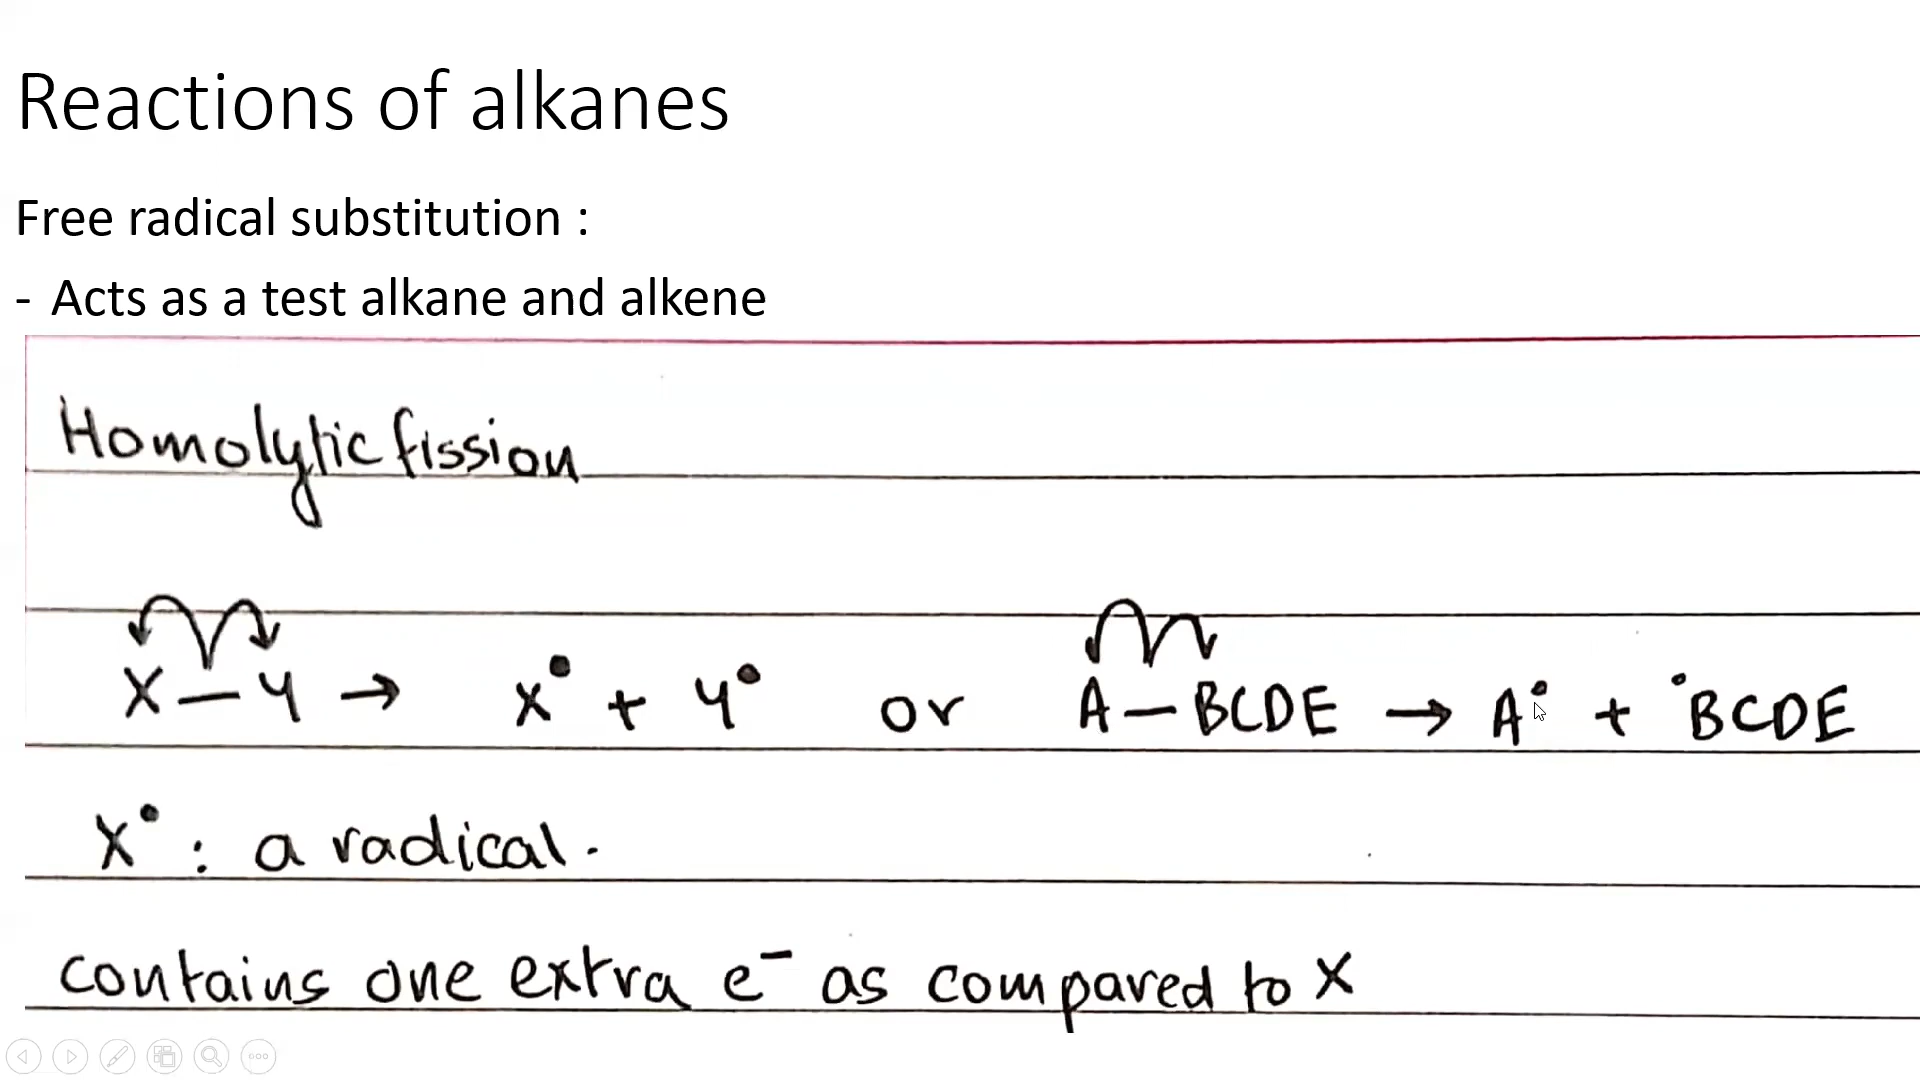 Reactions of alkanes
Free radical substitution :
- Acts as a test alkane and alkene
Homolytic fission
X – Y → X• + Y• or A – BCDE → A• + •BCDE
X• : a radical.
contains one extra e⁻ as compared to X